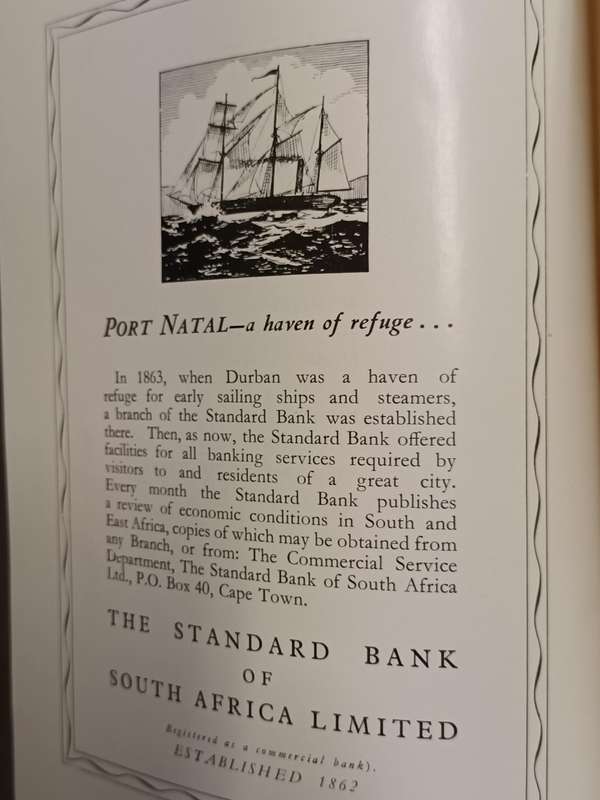 PORT NATAL—a haven of refuge . . .
In 1863, when Durban was a haven of
refuge for early sailing ships and steamers,
a branch of the Standard Bank was established
there. Then, as now, the Standard Bank offered
facilities for all banking services required by
visitors to and residents of a great city.
Every month the Standard Bank publishes
a review of economic conditions in South and
East Africa, copies of which may be obtained from
any Branch, or from: The Commercial Service
Department, The Standard Bank of South Africa
Ltd., P.O. Box 40, Cape Town.
THE STANDARD BANK
OF
SOUTH AFRICA LIMITED
Registered as a commercial bank).
ESTABLISHED 1862